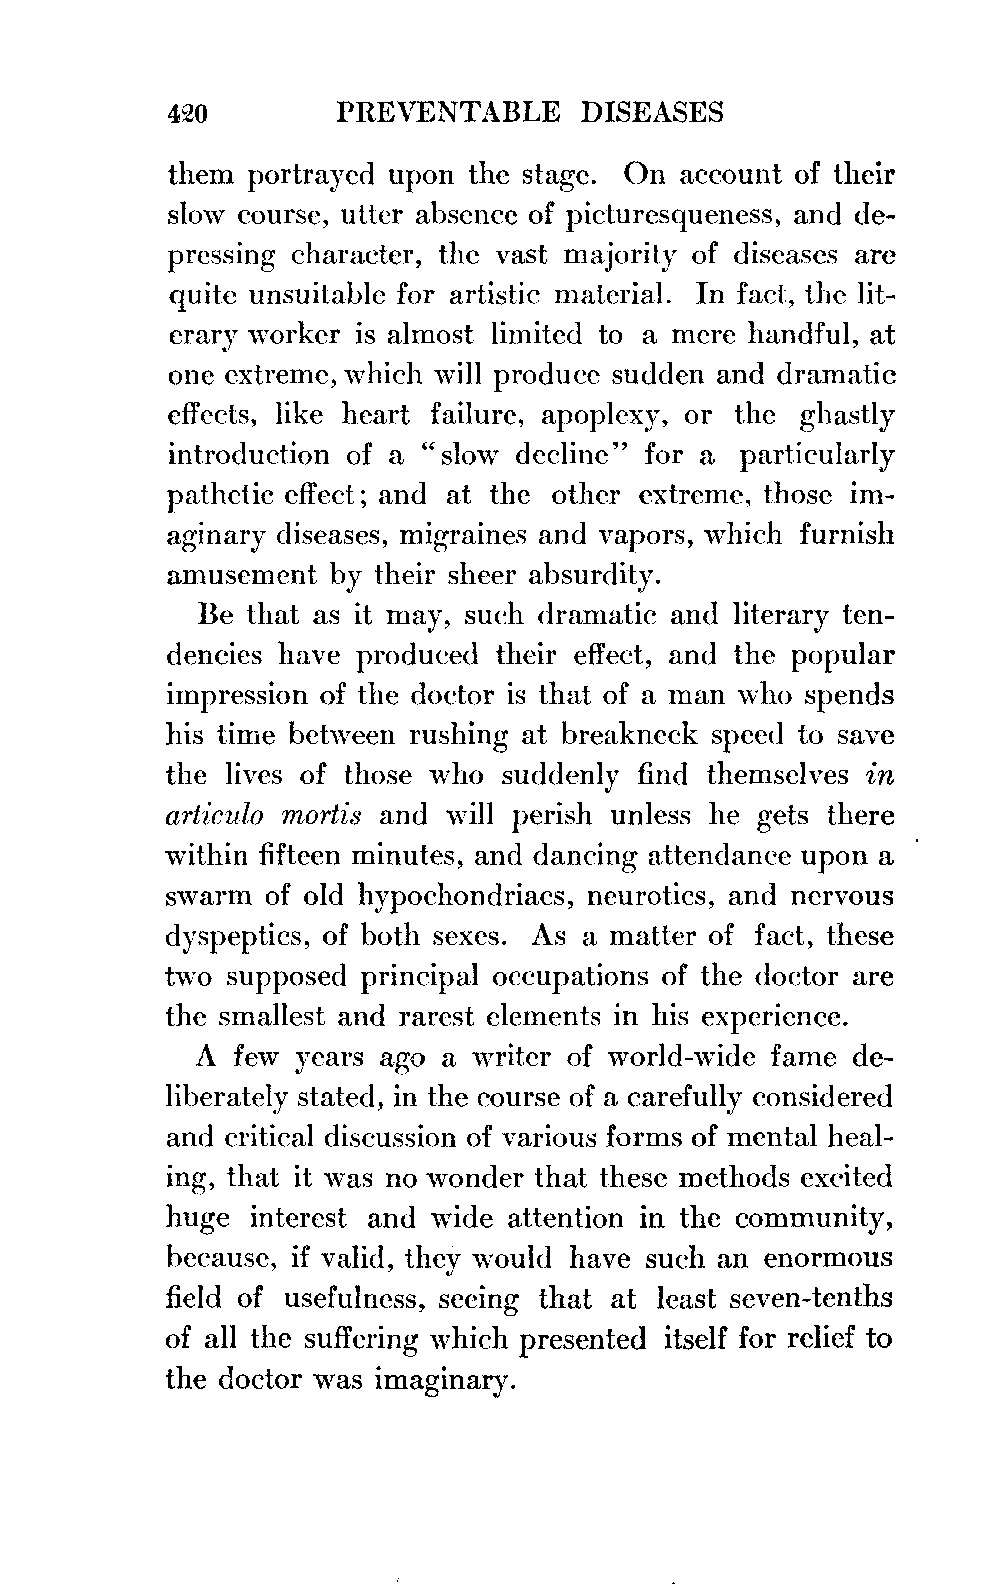 420 PREVENTABLE DISEASES
them portrayed upon the stage. On account of their
slow course, utter absence of picturesqueness, and de-
pressing character, the vast majority of diseases are
quite unsuitable for artistic material. In fact, the lit-
erary worker is almost limited to a mere handful, at
one extreme, which will produce sudden and dramatic
effects, like heart failure, apoplexy, or the ghastly
introduction of a “slow decline” for a particularly
pathetic effect; and at the other extreme, those im-
aginary diseases, migraines and vapors, which furnish
amusement by their sheer absurdity.
Be that as it may, such dramatic and literary ten-
dencies have produced their effect, and the popular
impression of the doctor is that of a man who spends
his time between rushing at breakneck speed to save
the lives of those who suddenly find themselves in
articulo mortis and will perish unless he gets there
within fifteen minutes, and dancing attendance upon a
swarm of old hypochondriacs, neurotics, and nervous
dyspeptics, of both sexes. As a matter of fact, these
two supposed principal occupations of the doctor are
the smallest and rarest elements in his experience.
A few years ago a writer of world-wide fame de-
liberately stated, in the course of a carefully considered
and critical discussion of various forms of mental heal-
ing, that it was no wonder that these methods excited
huge interest and wide attention in the community,
because, if valid, they would have such an enormous
field of usefulness, seeing that at least seven-tenths
of all the suffering which presented itself for relief to
the doctor was imaginary.